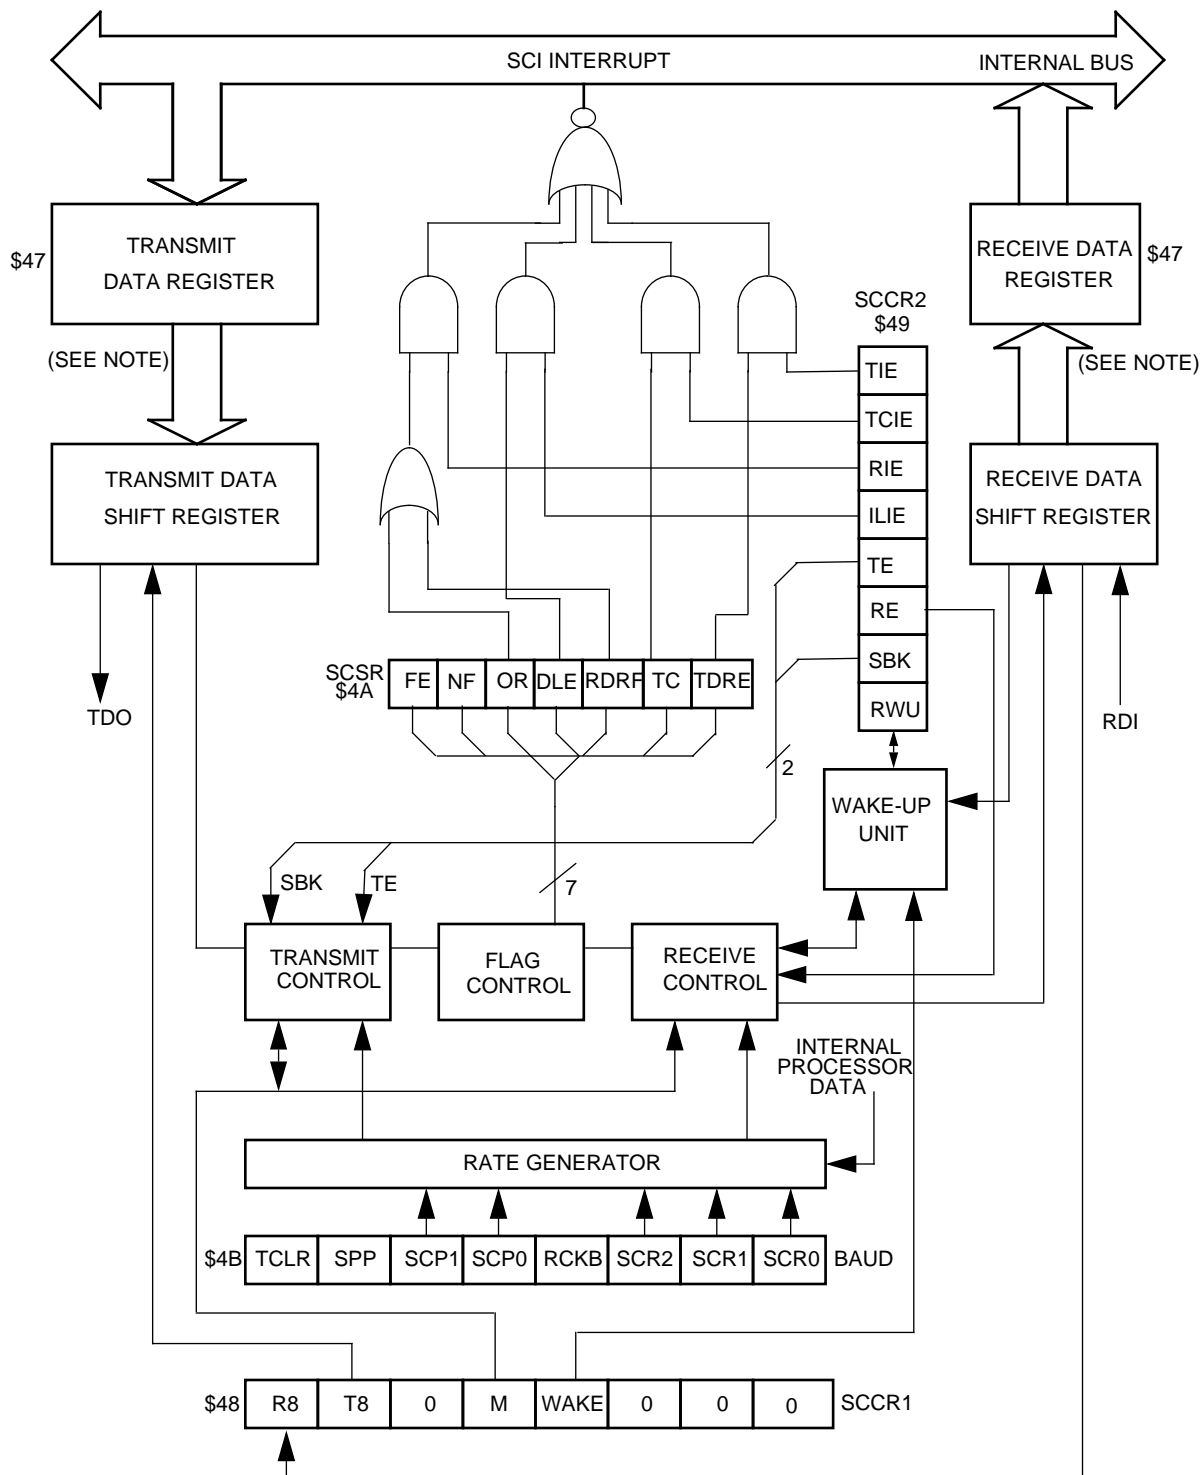 SCI INTERRUPT
INTERNAL BUS
$47
TRANSMIT
DATA REGISTER
RECEIVE DATA
REGISTER
$47
(SEE NOTE)
(SEE NOTE)
SCCR2
$49
TIE
TCIE
RIE
ILIE
TE
RE
SBK
RWU
TRANSMIT DATA
SHIFT REGISTER
RECEIVE DATA
SHIFT REGISTER
TDO
RDI
SCSR
$4A
FE NF OR DLE RDRF TC TDRE
2
WAKE-UP
UNIT
SBK
TE
7
TRANSMIT
CONTROL
FLAG
CONTROL
RECEIVE
CONTROL
INTERNAL
PROCESSOR
DATA
RATE GENERATOR
$4B TCLR SPP SCP1 SCP0 RCKB SCR2 SCR1 SCR0 BAUD
$48 R8 T8 0 M WAKE 0 0 0 SCCR1